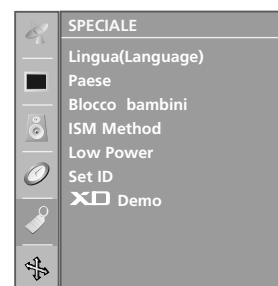 SPECIALE
Lingua(Language)
Paese
Blocco bambini
ISM Method
Low Power
Set ID
XD Demo